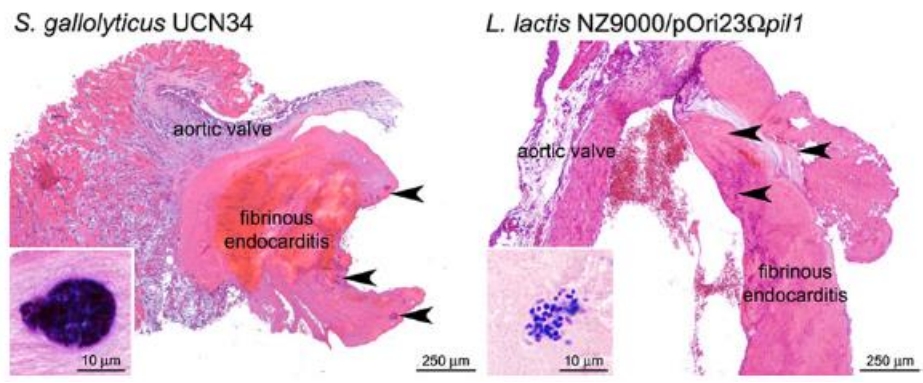 S. gallolyticus UCN34
L. lactis NZ9000/pOri23Ωpil1
aortic valve
fibrinous
endocarditis
10 μm
250 μm
aortic valve
fibrinous
endocarditis
10 μm
250 μm